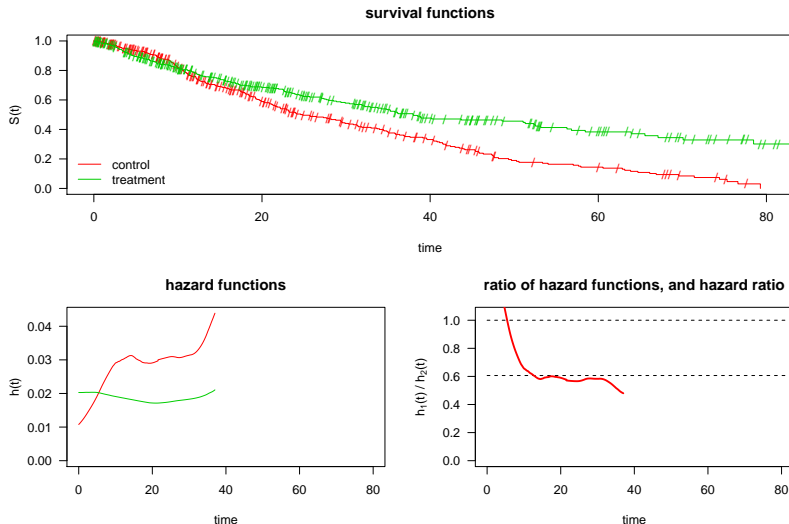 survival functions
1.0
0.8
0.6
0.4
0.2
0.0
S(t)
control
treatment
0 20 40 60 80
time
hazard functions
0.04
0.03
0.02
0.01
0.00
h(t)
0 20 40 60 80
time
ratio of hazard functions, and hazard ratio
1.0
0.8
0.6
0.4
0.2
0.0
h₁(t) / h₂(t)
0 20 40 60 80
time